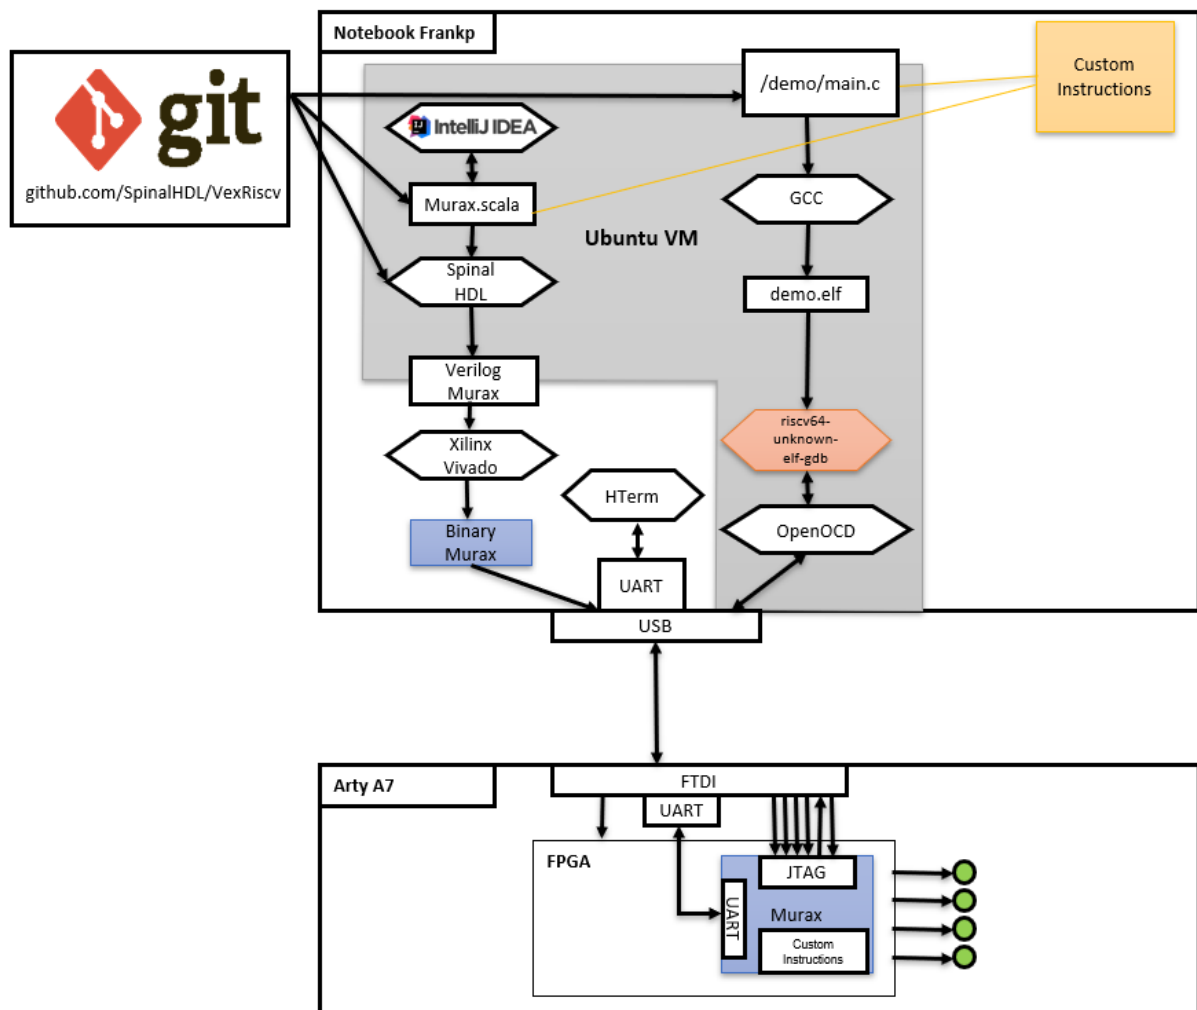 Notebook Frankp
git
github.com/SpinalHDL/VexRiscv
/demo/main.c
Custom
Instructions
IJ
IntelliJ IDEA
Murax.scala
GCC
Ubuntu VM
Spinal
HDL
demo.elf
Verilog
Murax
riscv64-
unknown-
elf-gdb
Xilinx
Vivado
HTerm
OpenOCD
Binary
Murax
UART
USB
Arty A7
FTDI
UART
FPGA
JTAG
UART
Murax
Custom
Instructions